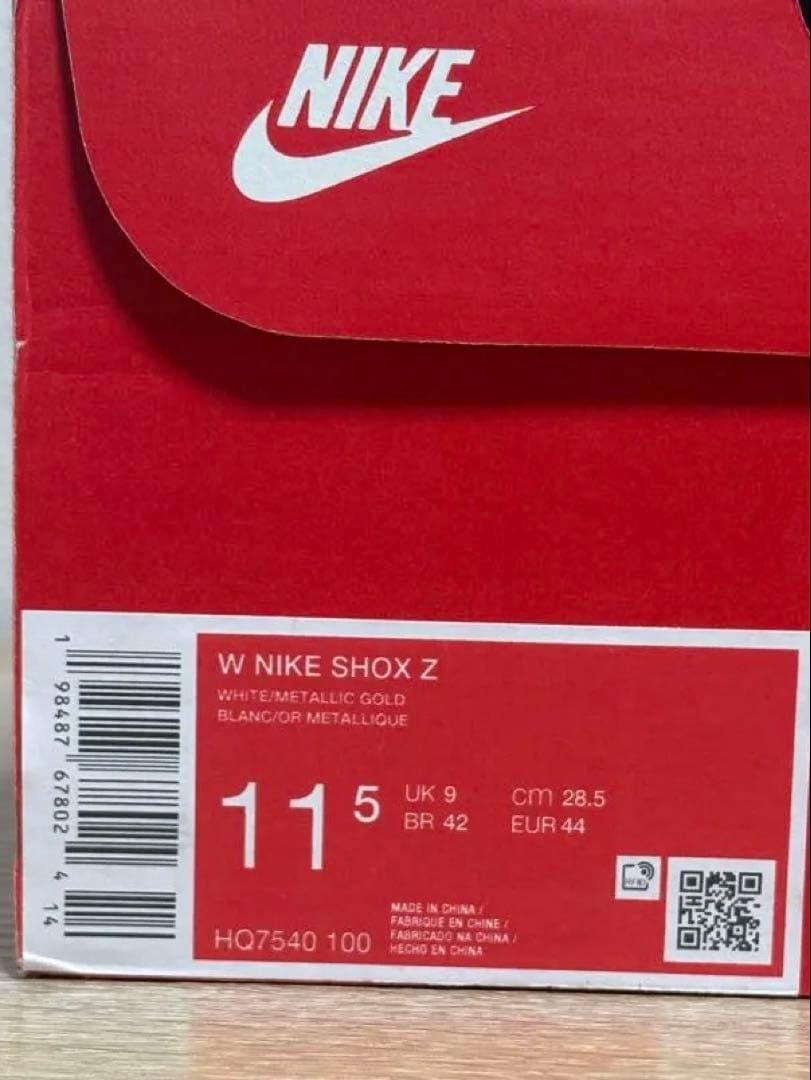 NIKE
W NIKE SHOX Z
WHITE/METALLIC GOLD
BLANC/OR METALLIQUE
11 5
UK 9 cm 28.5
BR 42 EUR 44
RFID
MADE IN CHINA /
FABRIQUE EN CHINE /
FABRICADO NA CHINA /
HECHO EN CHINA
HQ7540 100
1 98487 67802 4 14